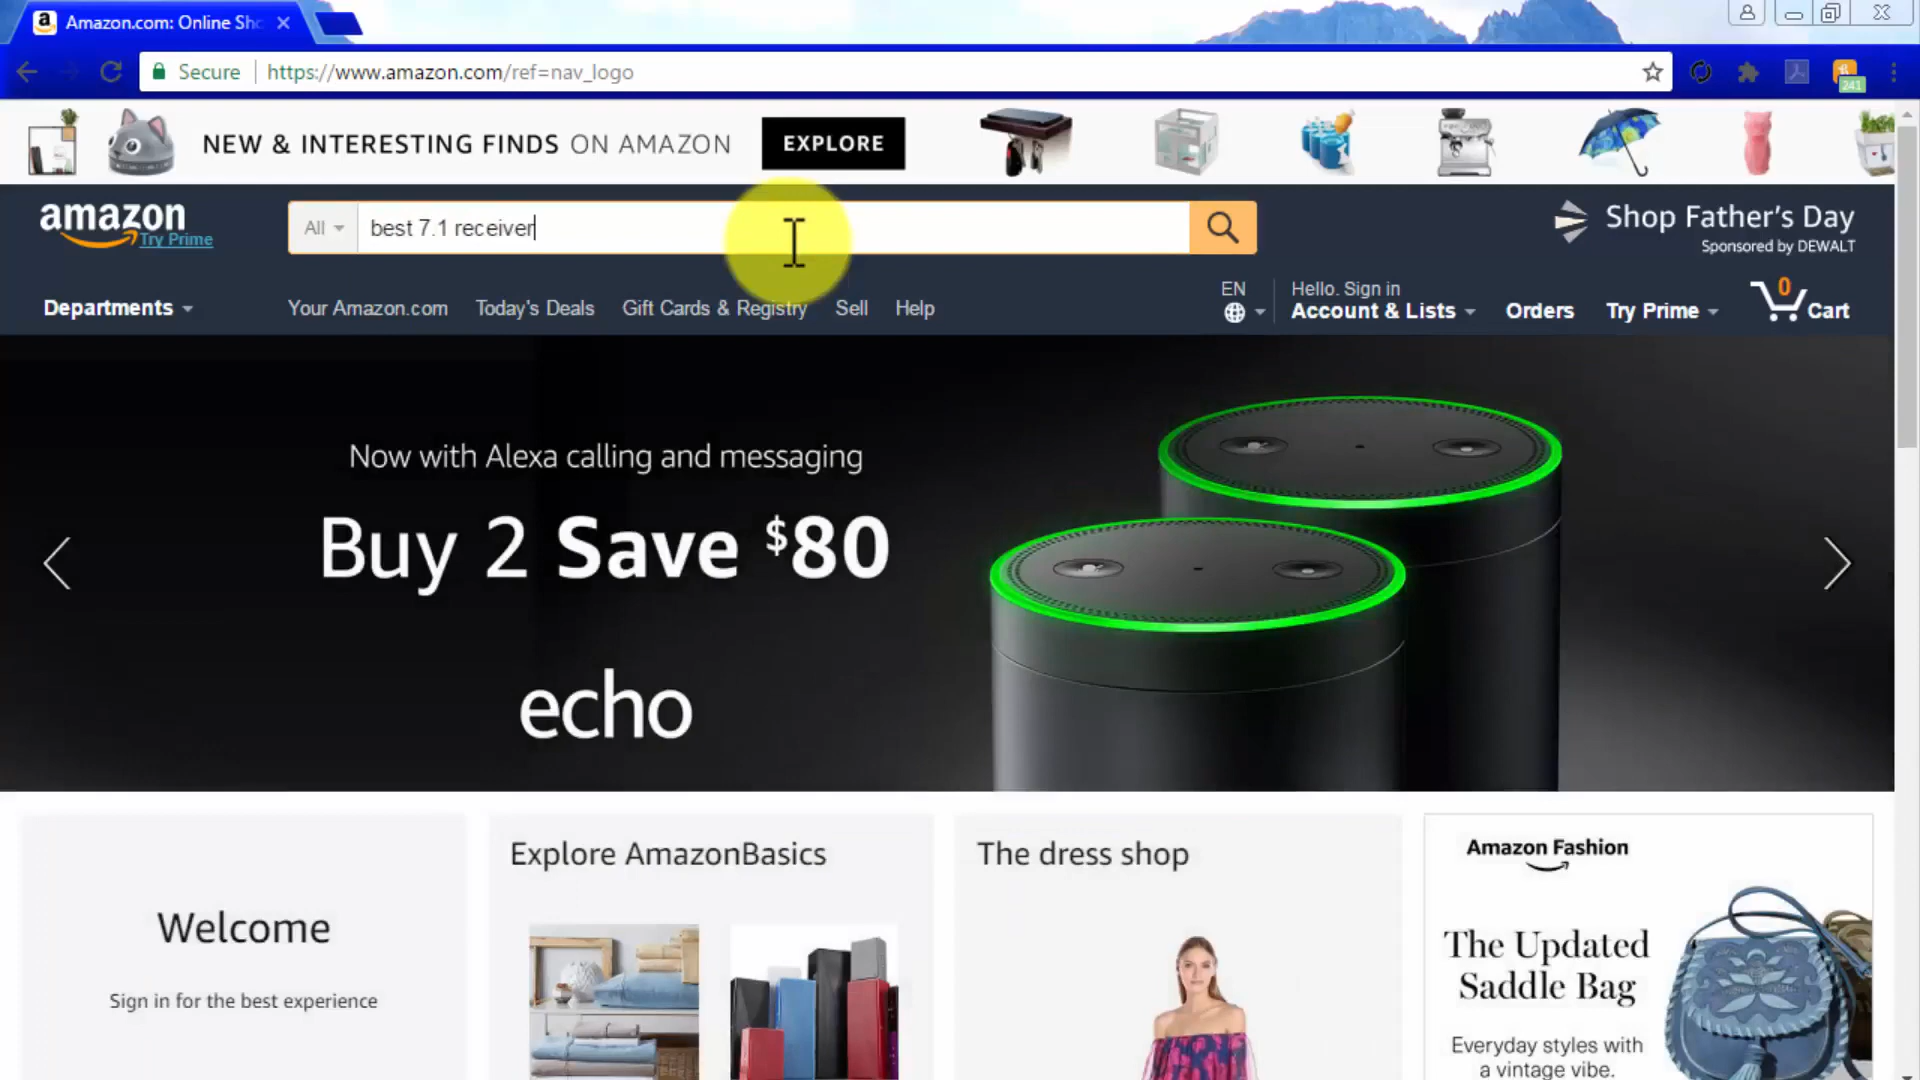 Amazon.com: Online Sho
Secure
https://www.amazon.com/ref=nav_logo
241
NEW & INTERESTING FINDS ON AMAZON
EXPLORE
amazon
Try Prime
All
best 7.1 receiver
Shop Father's Day
Sponsored by DEWALT
Departments
Your Amazon.com
Today's Deals
Gift Cards & Registry
Sell
Help
EN
Hello. Sign in
Account & Lists
Orders
Try Prime
0
Cart
Now with Alexa calling and messaging
Buy 2 Save $80
echo
Welcome
Sign in for the best experience
Explore AmazonBasics
The dress shop
Amazon Fashion
The Updated
Saddle Bag
Everyday styles with
a vintage vibe.